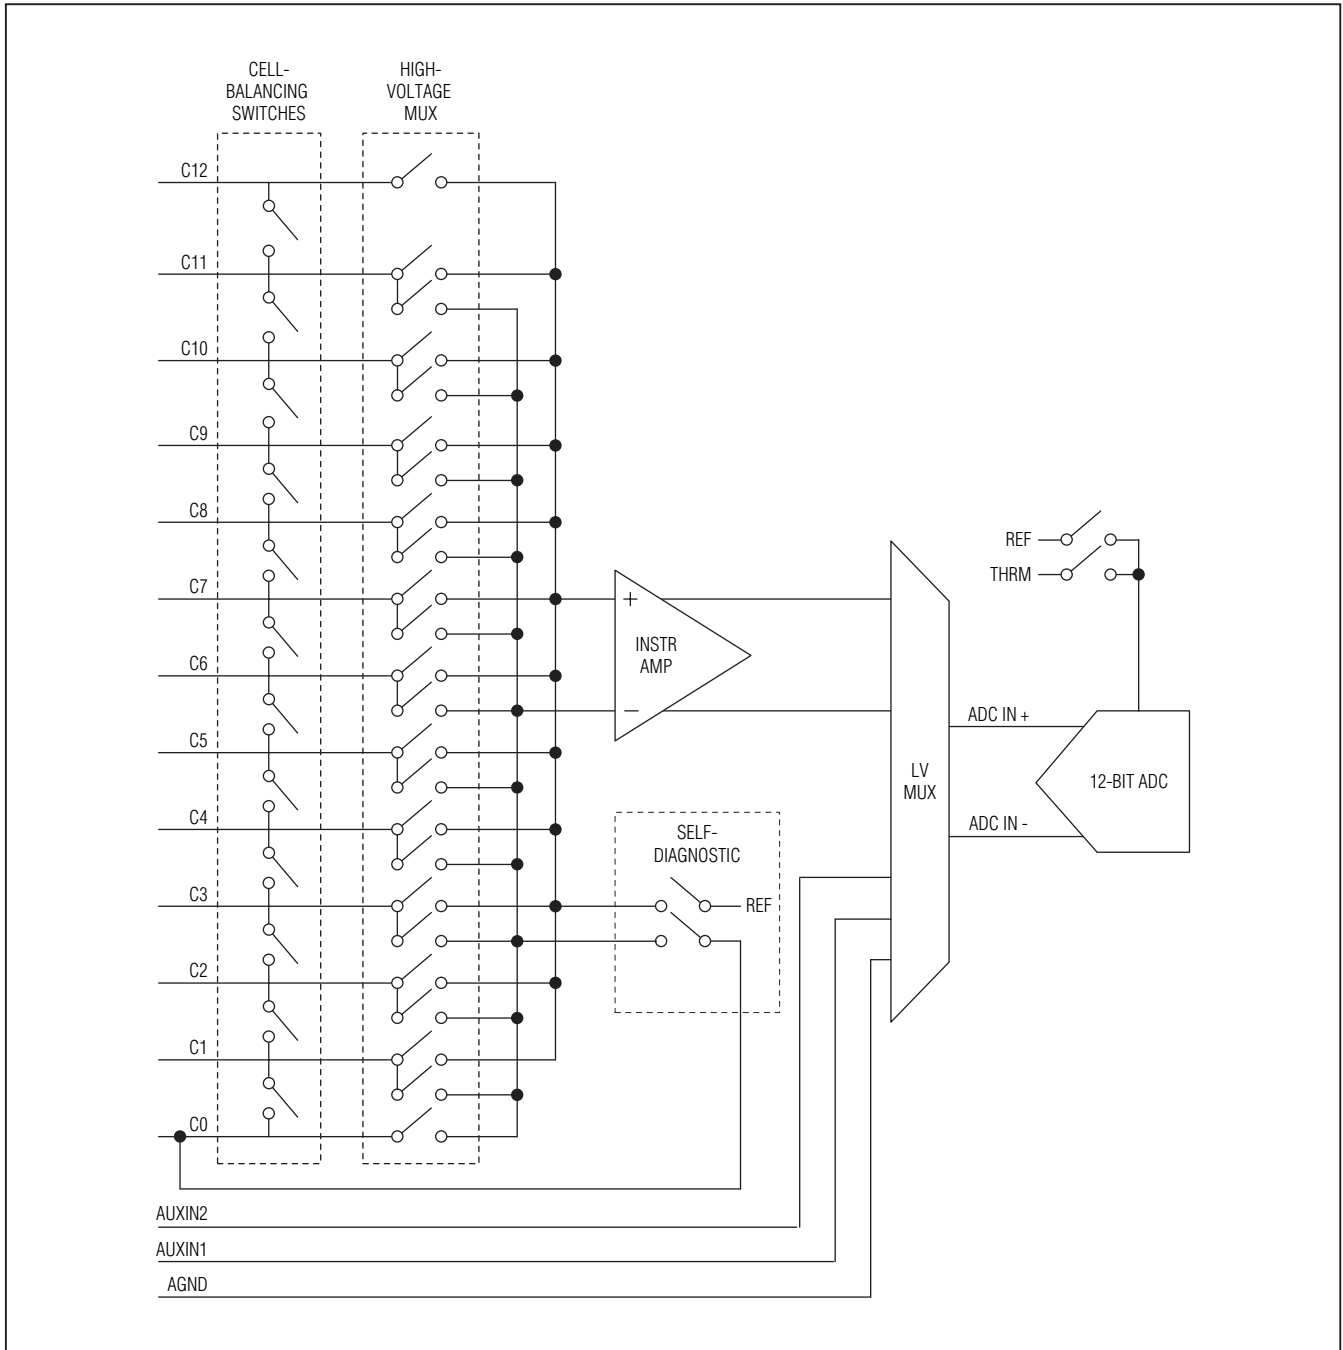 CELL-
BALANCING
SWITCHES
HIGH-
VOLTAGE
MUX
C12
C11
C10
C9
C8
C7
C6
C5
C4
C3
C2
C1
C0
AUXIN2
AUXIN1
AGND
+
INSTR
AMP
−
SELF-
DIAGNOSTIC
REF
LV
MUX
REF
THRM
ADC IN +
ADC IN -
12-BIT ADC